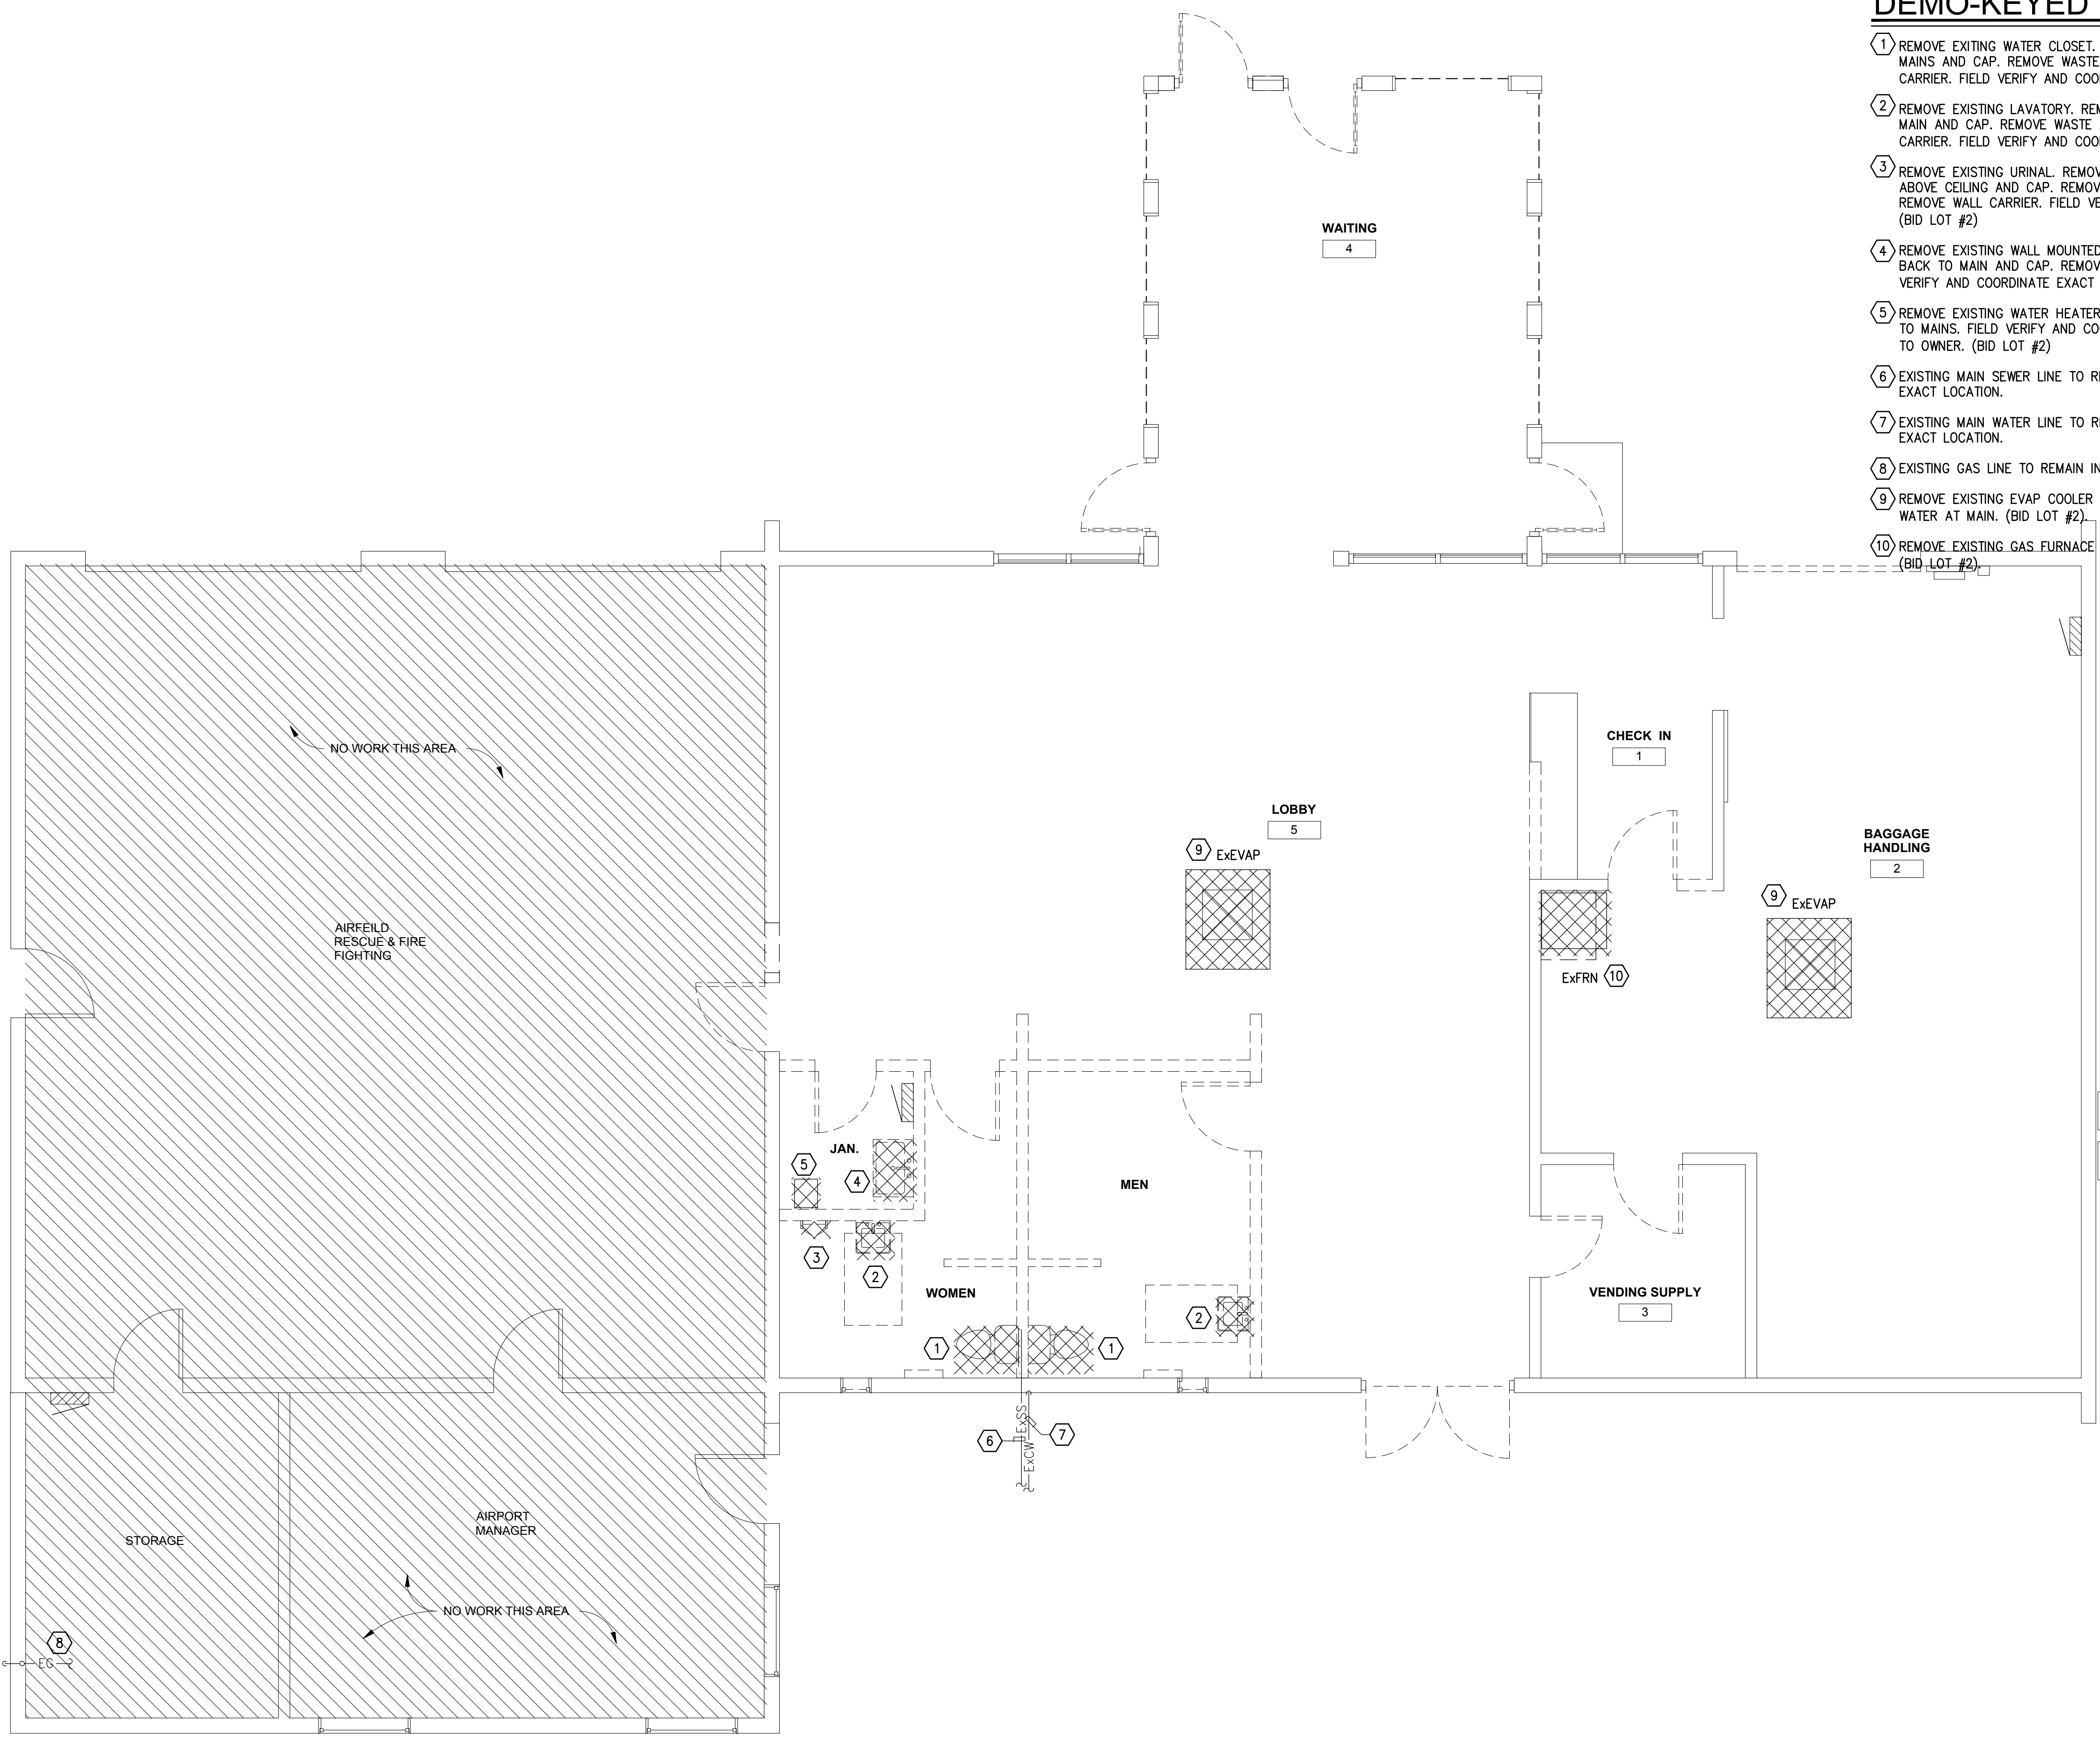 DEMO-KEYED
1 REMOVE EXITING WATER CLOSET.
MAINS AND CAP. REMOVE WASTE
CARRIER. FIELD VERIFY AND
2 REMOVE EXISTING LAVATORY.
MAIN AND CAP. REMOVE WASTE
CARRIER. FIELD VERIFY AND
3 REMOVE EXISTING URINAL.
ABOVE CEILING AND CAP.
REMOVE WALL CARRIER. FIELD
(BID LOT #2)
4 REMOVE EXISTING WALL MOUNTED
BACK TO MAIN AND CAP.
VERIFY AND COORDINATE EXACT
5 REMOVE EXISTING WATER HEATER
TO MAINS. FIELD VERIFY AND
TO OWNER. (BID LOT #2)
6 EXISTING MAIN SEWER LINE TO
EXACT LOCATION.
7 EXISTING MAIN WATER LINE TO
EXACT LOCATION.
8 EXISTING GAS LINE TO REMAIN IN
9 REMOVE EXISTING EVAP COOLER
WATER AT MAIN. (BID LOT #2).
10 REMOVE EXISTING GAS FURNACE
(BID LOT #2).
WAITING
4
NO WORK THIS AREA
CHECK IN
1
LOBBY
5
BAGGAGE
HANDLING
2
9 ExEVAP
9 ExEVAP
AIRFEILD
RESCUE & FIRE
FIGHTING
ExFRN 10
JAN.
5
4
MEN
3
2
WOMEN
VENDING SUPPLY
3
2
1
1
ExSS
6
7
ExCW
AIRPORT
MANAGER
STORAGE
NO WORK THIS AREA
8
EG